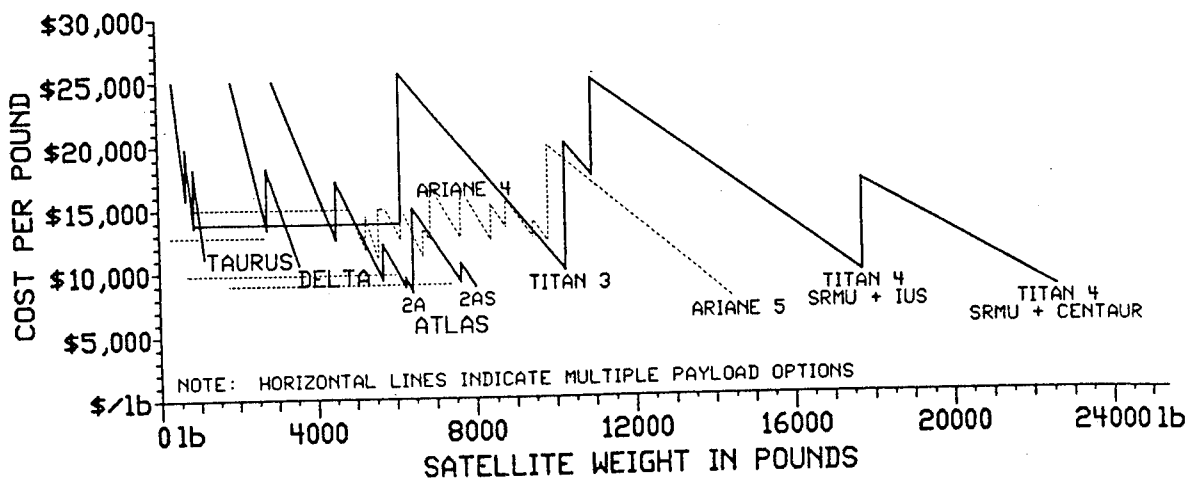 $30,000
$25,000
$20,000
$15,000
$10,000
$5,000
$/lb
COST PER POUND
ARIANE 4
TAURUS
DELTA
2A
2AS
ATLAS
TITAN 3
ARIANE 5
TITAN 4
SRMU + IUS
TITAN 4
SRMU + CENTAUR
NOTE: HORIZONTAL LINES INDICATE MULTIPLE PAYLOAD OPTIONS
0 lb 4000 8000 12000 16000 20000 24000 lb
SATELLITE WEIGHT IN POUNDS